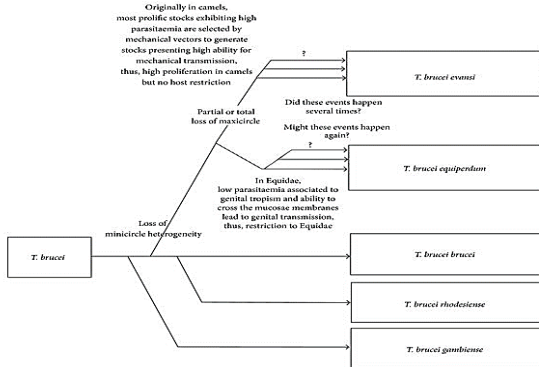 Originally in camels,
most prolific stocks exhibiting high
parasitaemia are selected by
mechanical vectors to generate
stocks presenting high ability for
mechanical transmission,
thus, high proliferation in camels
but no host restriction
?
T. brucei evansi
Did these events happen
several times?
Partial or total
loss of maxicircle
Might these events happen
again?
?
T. brucei equiperdum
In Equidae,
low parasitaemia associated to
genital tropism and ability to
cross the mucosae membranes
lead to genital transmission,
thus, restriction to Equidae
Loss of
minicircle heterogeneity
T. brucei
T. brucei brucei
T. brucei rhodesiense
T. brucei gambiense